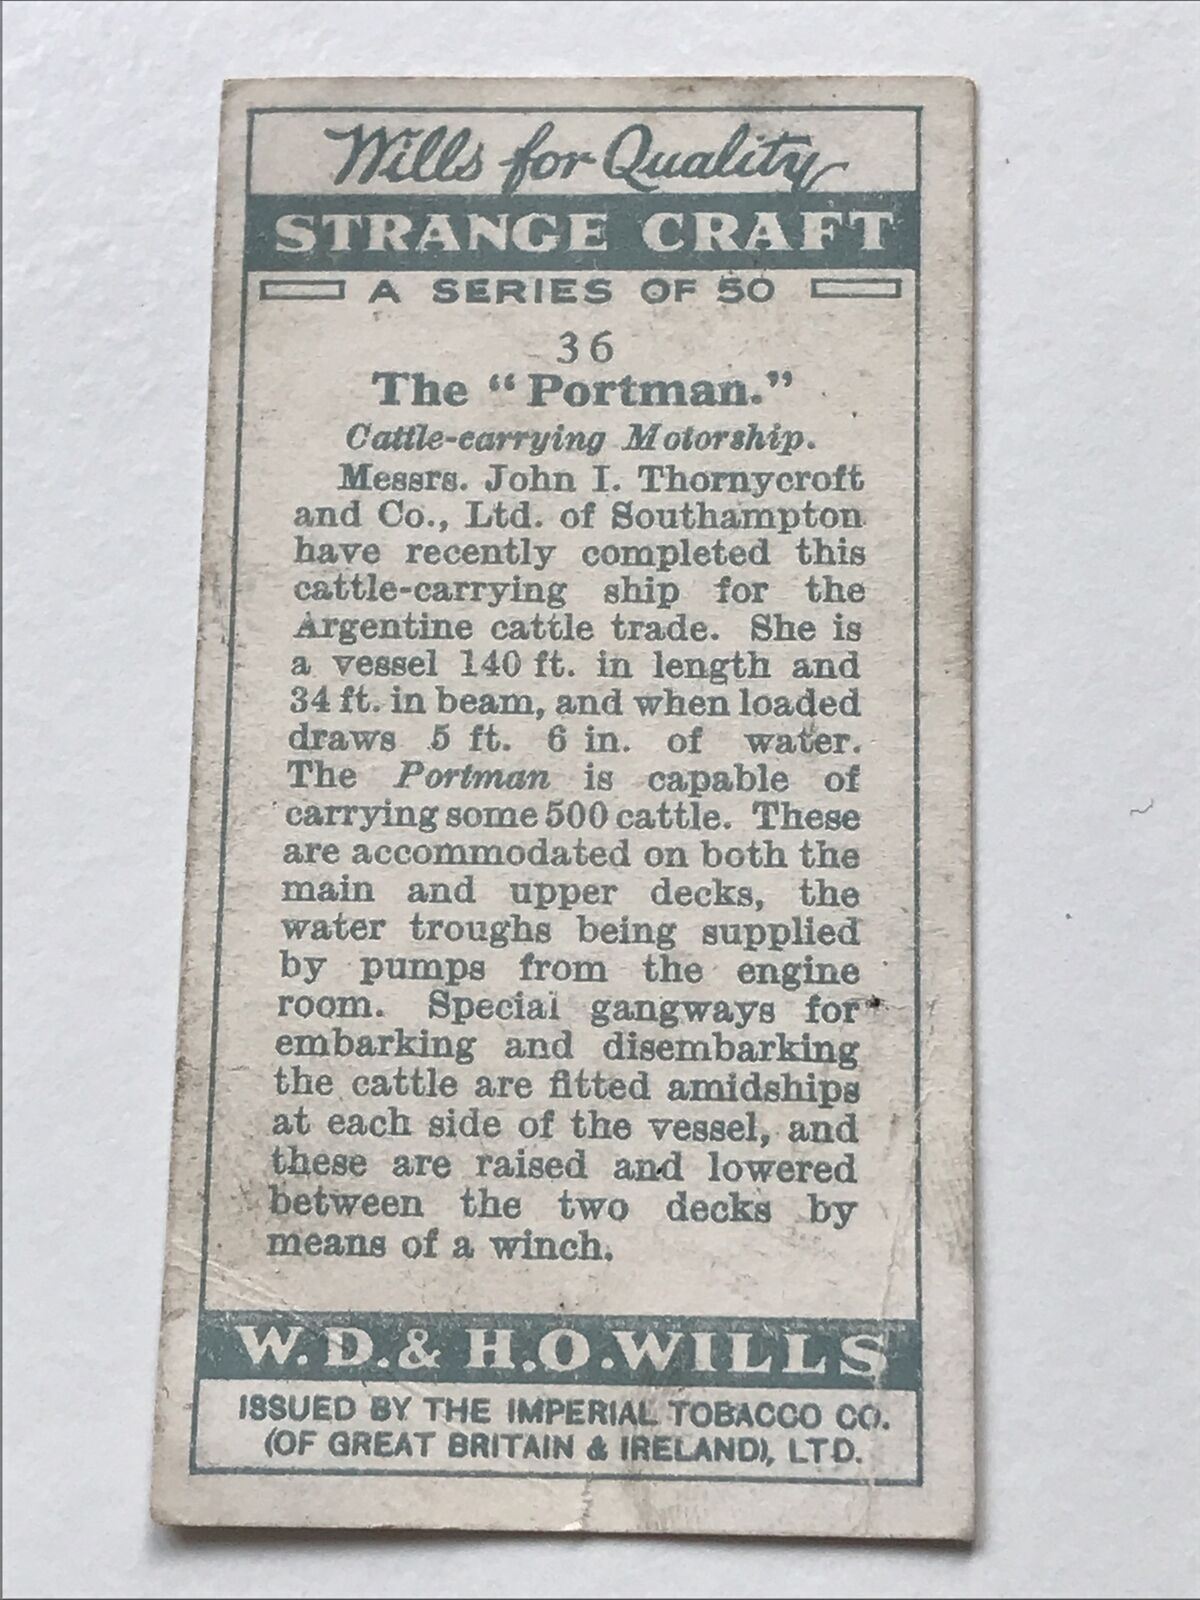 Wills for Quality
STRANGE CRAFT
A SERIES OF 50
36
The "Portman."
Cattle-carrying Motorship.
Messrs. John I. Thornycroft
and Co., Ltd. of Southampton
have recently completed this
cattle-carrying ship for the
Argentine cattle trade. She is
a vessel 140 ft. in length and
34 ft. in beam, and when loaded
draws 5 ft. 6 in. of water.
The Portman is capable of
carrying some 500 cattle. These
are accommodated on both the
main and upper decks, the
water troughs being supplied
by pumps from the engine
room. Special gangways for
embarking and disembarking
the cattle are fitted amidships
at each side of the vessel, and
these are raised and lowered
between the two decks by
means of a winch.
W.D.& H.O.WILLS
ISSUED BY THE IMPERIAL TOBACCO CO.
(OF GREAT BRITAIN & IRELAND), LTD.